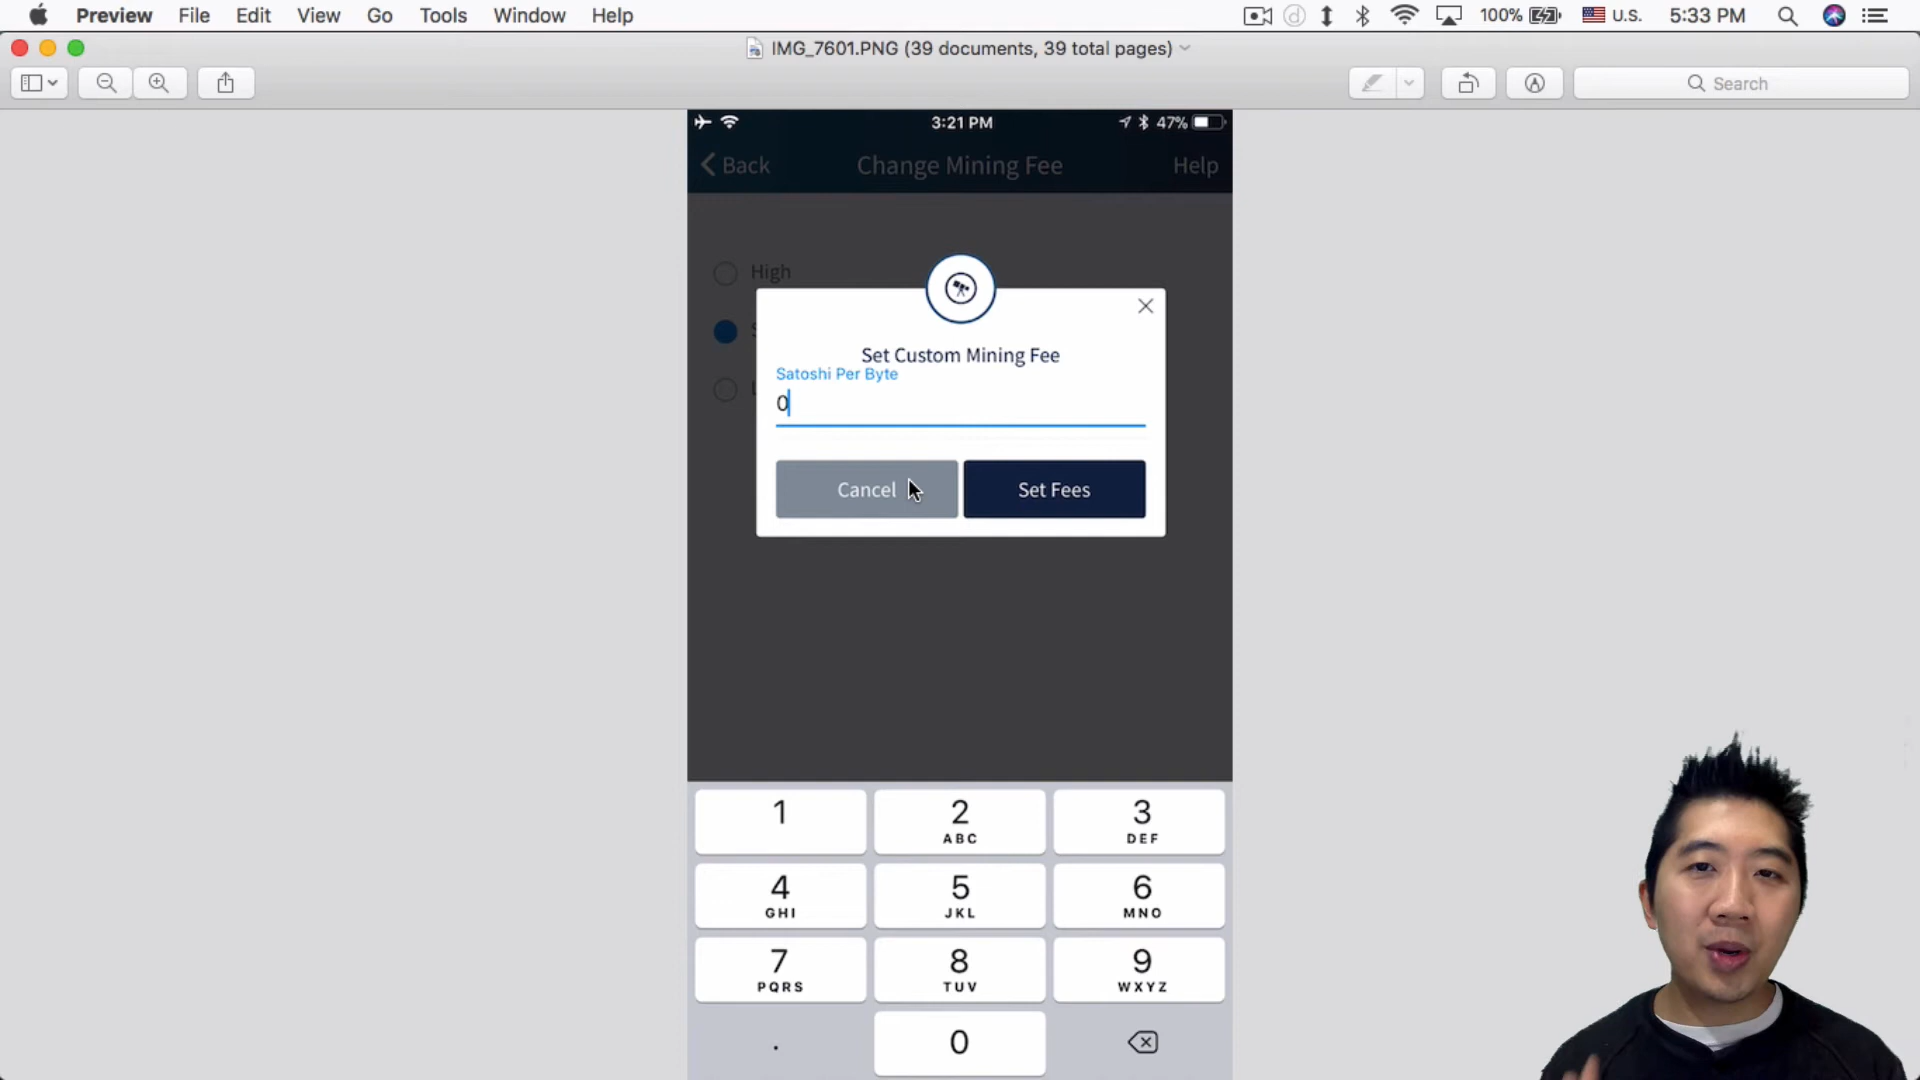 Preview File Edit View Go Tools Window Help 100% U.S. 5:33 PM
IMG_7601.PNG (39 documents, 39 total pages)
Search
3:21 PM 47%
Back Change Mining Fee Help
High
S
Set Custom Mining Fee
Satoshi Per Byte
0
Cancel Set Fees
1 2 3
ABC DEF
4 5 6
GHI JKL MNO
7 8 9
PQRS TUV WXYZ
. 0